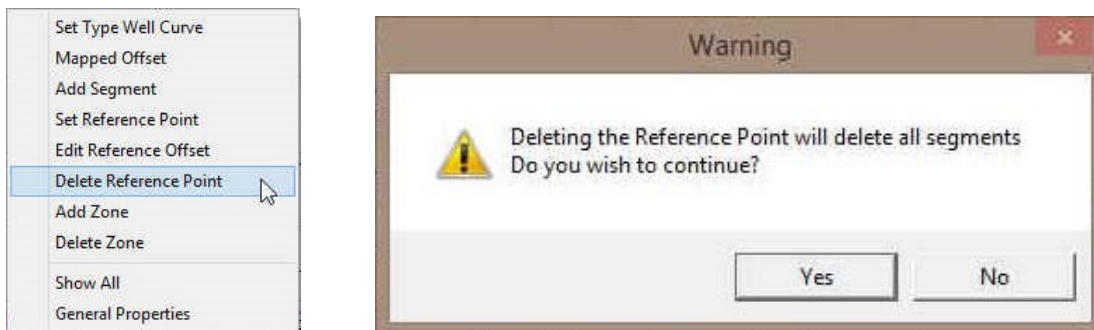 Set Type Well Curve
Mapped Offset
Add Segment
Set Reference Point
Edit Reference Offset
Delete Reference Point
Add Zone
Delete Zone
Show All
General Properties
Warning
Deleting the Reference Point will delete all segments
Do you wish to continue?
Yes
No